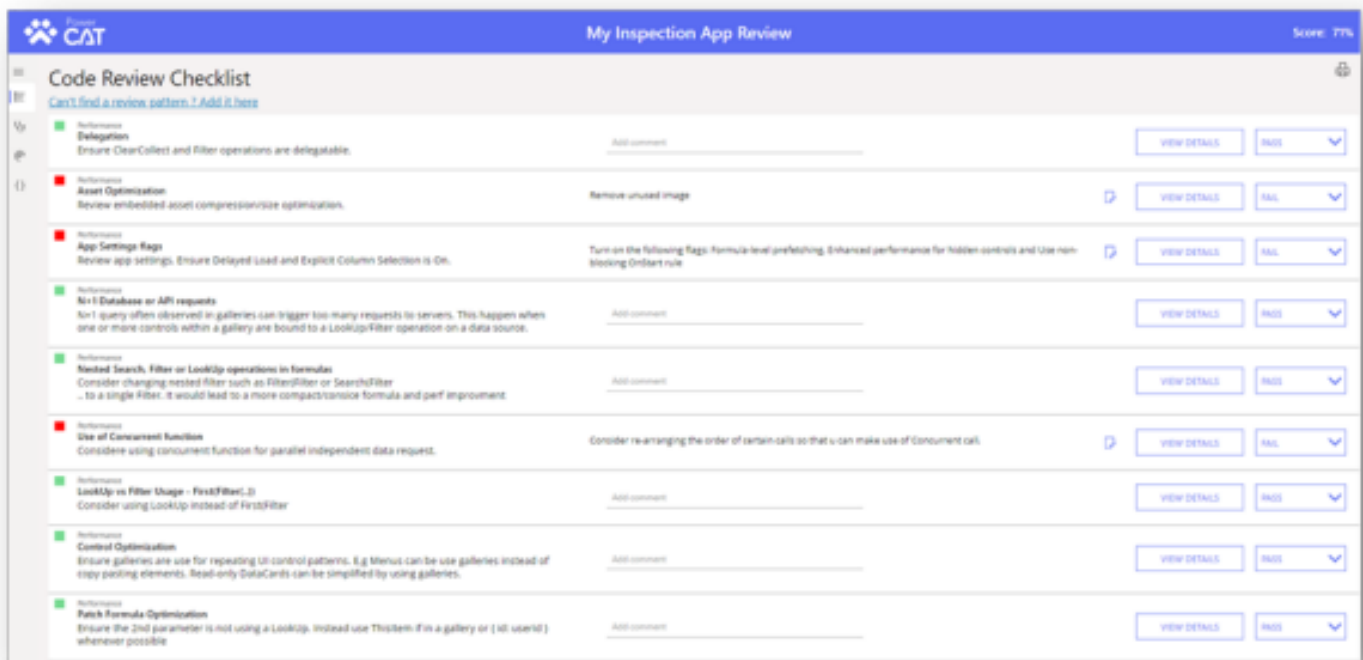 Power
CAT
My Inspection App Review
Score: 71%
Code Review Checklist
Can't find a review pattern ? Add it here
Performance
Delegation
Ensure ClearCollect and Filter operations are delegatable.
Add comment
VIEW DETAILS
PASS
Performance
Asset Optimization
Review embedded asset compression/size optimization.
Remove unused image
VIEW DETAILS
FAIL
Performance
App Settings flags
Review app settings. Ensure Delayed Load and Explicit Column Selection is On.
Turn on the following flags: Formula-level prefetching, Enhanced performance for hidden controls and Use non-
blocking OnStart rule
VIEW DETAILS
FAIL
Performance
N+1 Database or API requests
N+1 query often observed in galleries can trigger too many requests to servers. This happen when
one or more controls within a gallery are bound to a LookUp/Filter operation on a data source.
Add comment
VIEW DETAILS
PASS
Performance
Nested Search, Filter or LookUp operations in formulas
Consider changing nested filter such as Filter(Filter or Search(Filter
.. to a single Filter. It would lead to a more compact/consice formula and perf improvment
Add comment
VIEW DETAILS
PASS
Performance
Use of Concurrent function
Considere using concurrent function for parallel independent data request.
Consider re-arranging the order of certain calls so that u can make use of Concurrent call.
VIEW DETAILS
FAIL
Performance
LookUp vs Filter Usage - First(Filter(..))
Consider using LookUp instead of First(Filter
Add comment
VIEW DETAILS
PASS
Performance
Control Optimization
Ensure galleries are use for repeating UI control patterns. E.g Menus can be use galleries instead of
copy pasting elements. Read-only DataCards can be simplified by using galleries.
Add comment
VIEW DETAILS
PASS
Performance
Patch Formula Optimization
Ensure the 2nd parameter is not using a LookUp. Instead use ThisItem if in a gallery or { id: userid }
whenever possible
Add comment
VIEW DETAILS
PASS